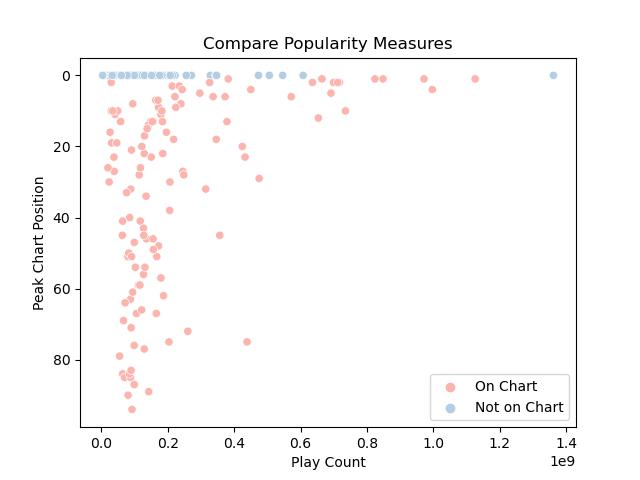 Compare Popularity Measures
0
20
40
60
80
Peak Chart Position
On Chart
Not on Chart
0.0 0.2 0.4 0.6 0.8 1.0 1.2 1.4
1e9
Play Count